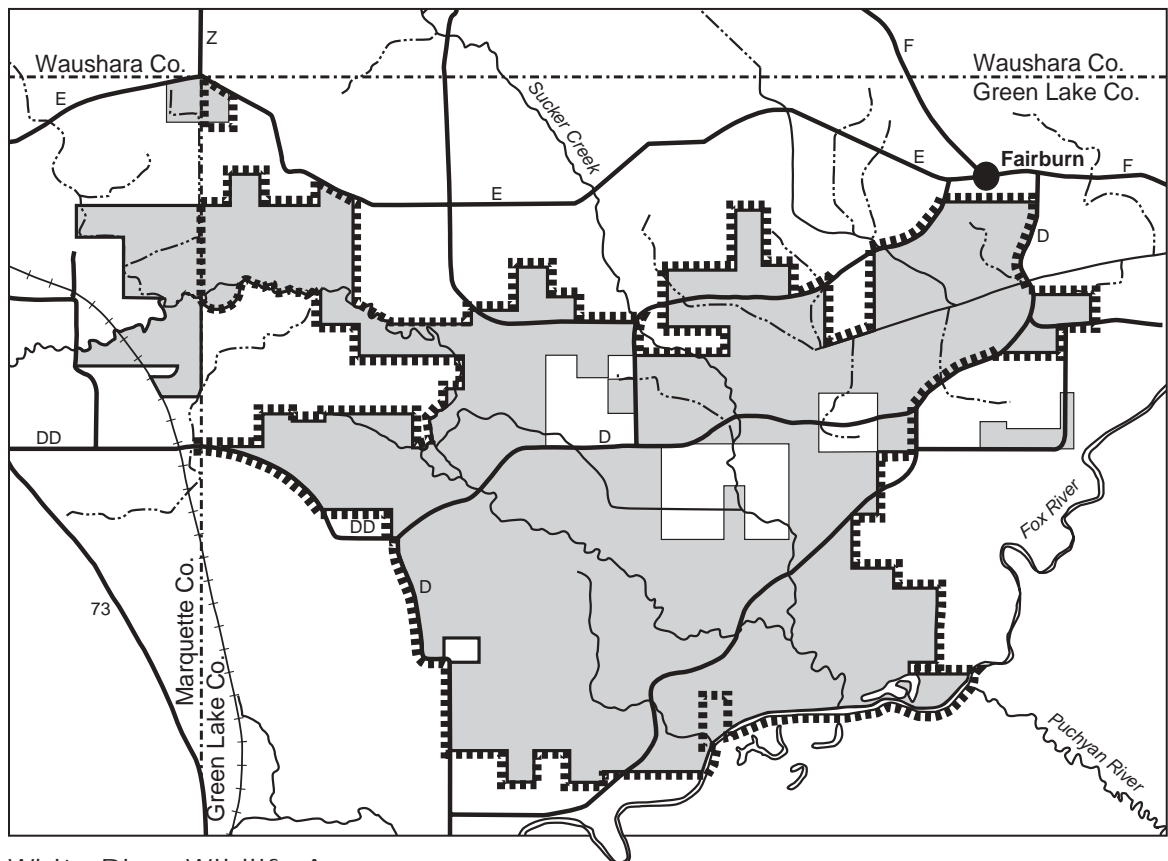 Z
F
Waushara Co.
Waushara Co.
Green Lake Co.
E
Sucker Creek
E
Fairburn
F
E
D
DD
D
Fox River
DD
D
73
Marquette Co.
Green Lake Co.
Puchyan River